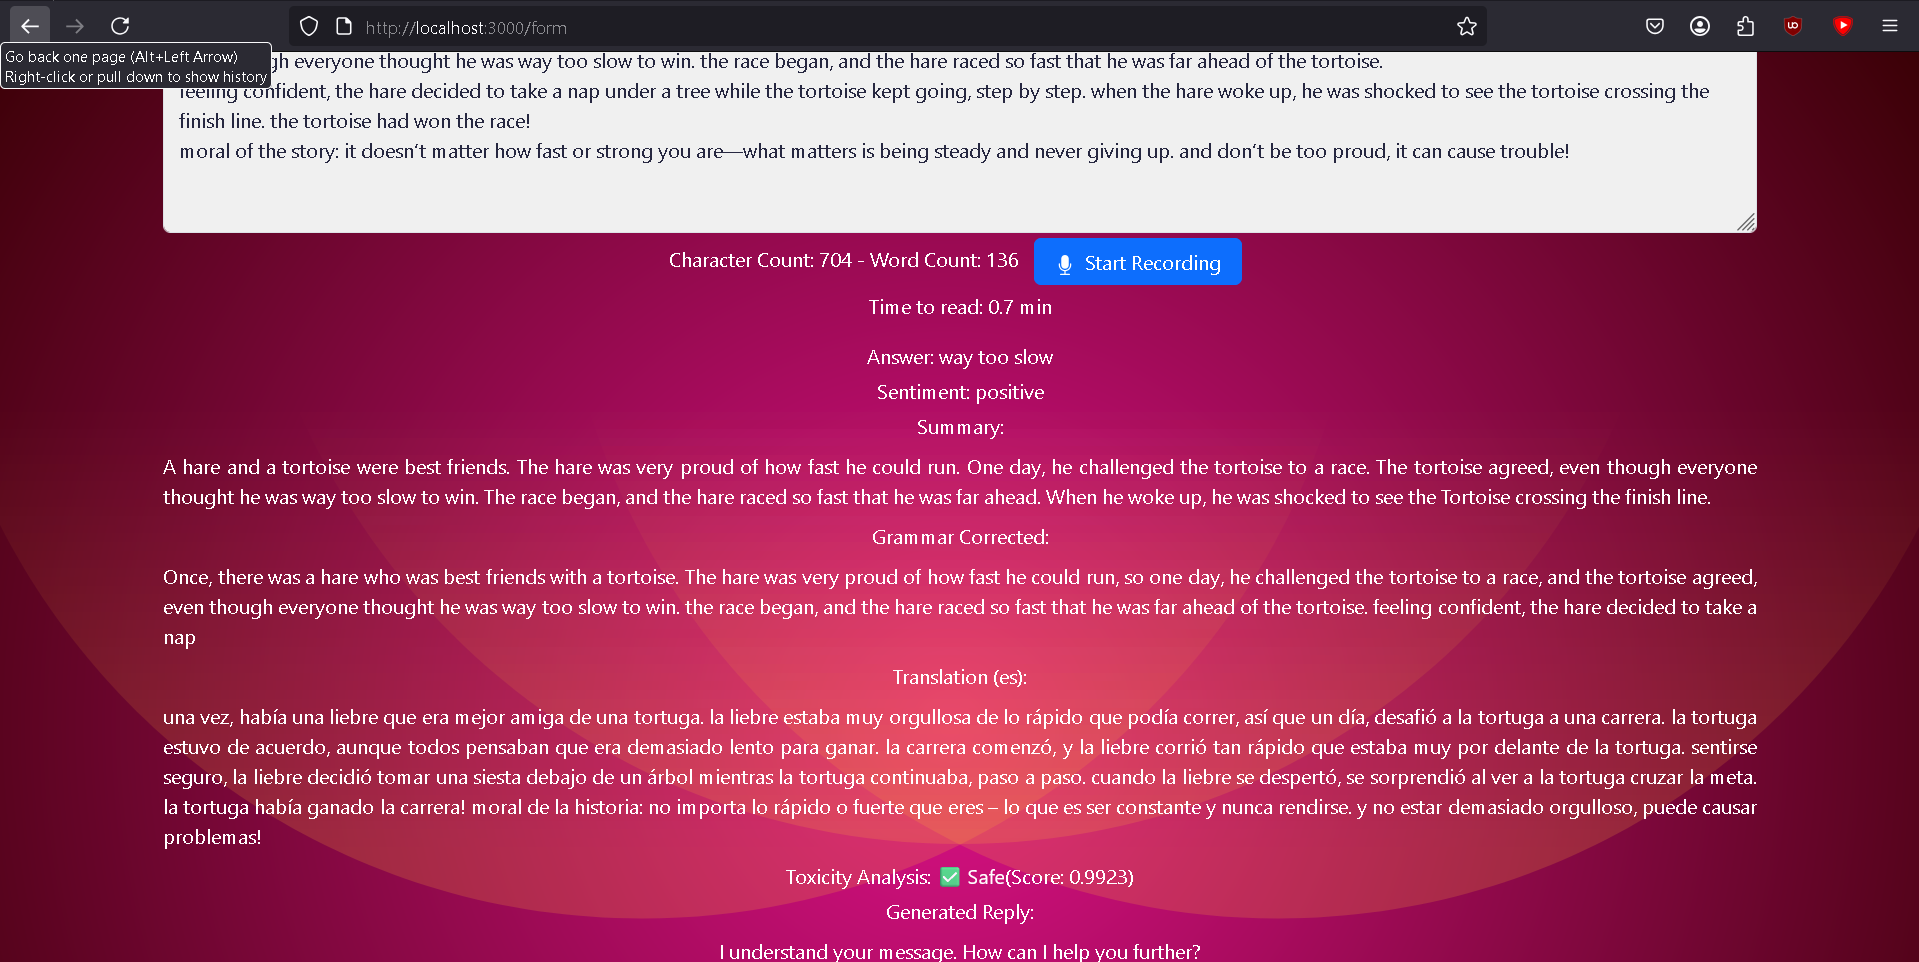 http://localhost:3000/form
Go back one page (Alt+Left Arrow)
Right-click or pull down to show history
gh everyone thought he was way too slow to win. the race began, and the hare raced so fast that he was far ahead of the tortoise.
feeling confident, the hare decided to take a nap under a tree while the tortoise kept going, step by step. when the hare woke up, he was shocked to see the tortoise crossing the
finish line. the tortoise had won the race!
moral of the story: it doesn’t matter how fast or strong you are—what matters is being steady and never giving up. and don’t be too proud, it can cause trouble!
Character Count: 704 - Word Count: 136
Start Recording
Time to read: 0.7 min
Answer: way too slow
Sentiment: positive
Summary:
A hare and a tortoise were best friends. The hare was very proud of how fast he could run. One day, he challenged the tortoise to a race. The tortoise agreed, even though everyone
thought he was way too slow to win. The race began, and the hare raced so fast that he was far ahead. When he woke up, he was shocked to see the Tortoise crossing the finish line.
Grammar Corrected:
Once, there was a hare who was best friends with a tortoise. The hare was very proud of how fast he could run, so one day, he challenged the tortoise to a race, and the tortoise agreed,
even though everyone thought he was way too slow to win. the race began, and the hare raced so fast that he was far ahead of the tortoise. feeling confident, the hare decided to take a
nap
Translation (es):
una vez, había una liebre que era mejor amiga de una tortuga. la liebre estaba muy orgullosa de lo rápido que podía correr, así que un día, desafió a la tortuga a una carrera. la tortuga
estuvo de acuerdo, aunque todos pensaban que era demasiado lento para ganar. la carrera comenzó, y la liebre corrió tan rápido que estaba muy por delante de la tortuga. sentirse
seguro, la liebre decidió tomar una siesta debajo de un árbol mientras la tortuga continuaba, paso a paso. cuando la liebre se despertó, se sorprendió al ver a la tortuga cruzar la meta.
la tortuga había ganado la carrera! moral de la historia: no importa lo rápido o fuerte que eres – lo que es ser constante y nunca rendirse. y no estar demasiado orgulloso, puede causar
problemas!
Toxicity Analysis: ✅ Safe(Score: 0.9923)
Generated Reply:
I understand your message. How can I help you further?